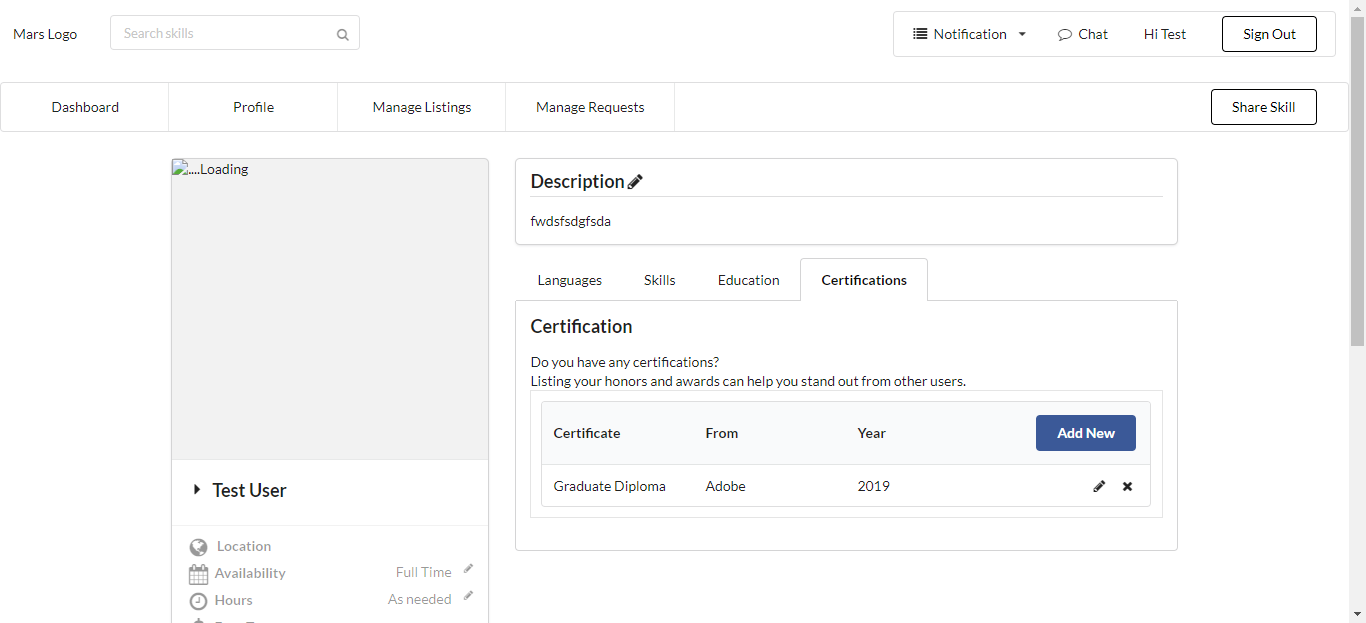 Mars Logo
Search skills
Notification
Chat
Hi Test
Sign Out
Dashboard
Profile
Manage Listings
Manage Requests
Share Skill
....Loading
Description
fwdsfsdgfsda
Languages
Skills
Education
Certifications
Certification
Do you have any certifications?
Listing your honors and awards can help you stand out from other users.
Certificate From Year Add New
Graduate Diploma Adobe 2019
Test User
Location
Availability Full Time
Hours As needed